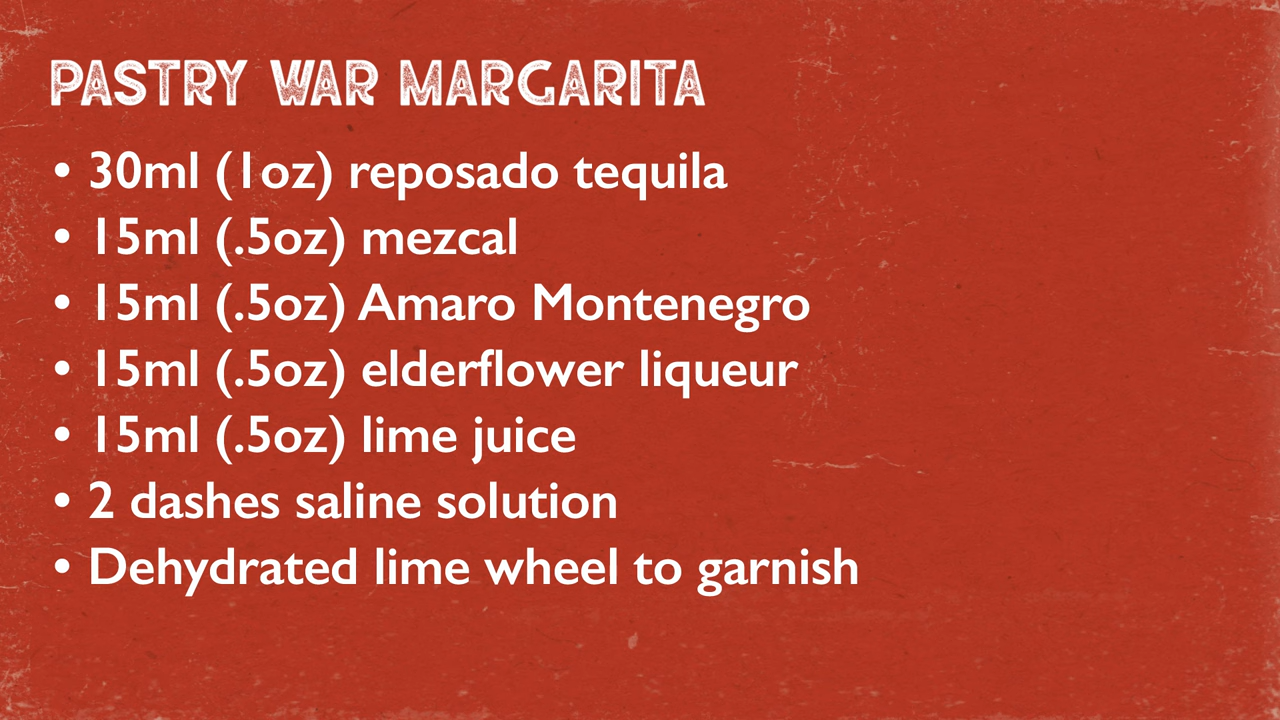 PASTRY WAR MARGARITA
• 30ml (1oz) reposado tequila
• 15ml (.5oz) mezcal
• 15ml (.5oz) Amaro Montenegro
• 15ml (.5oz) elderflower liqueur
• 15ml (.5oz) lime juice
• 2 dashes saline solution
• Dehydrated lime wheel to garnish